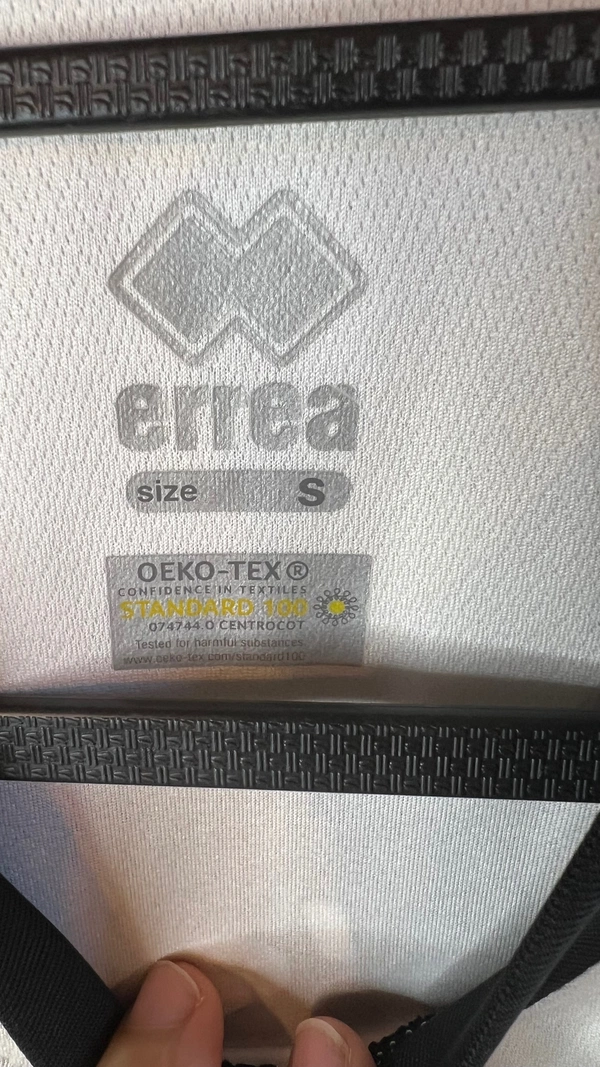 errea
size S
OEKO-TEX®
CONFIDENCE IN TEXTILES
STANDARD 100
074744.0 CENTROCOT
Tested for harmful substances
www.oeko-tex.com/standard100